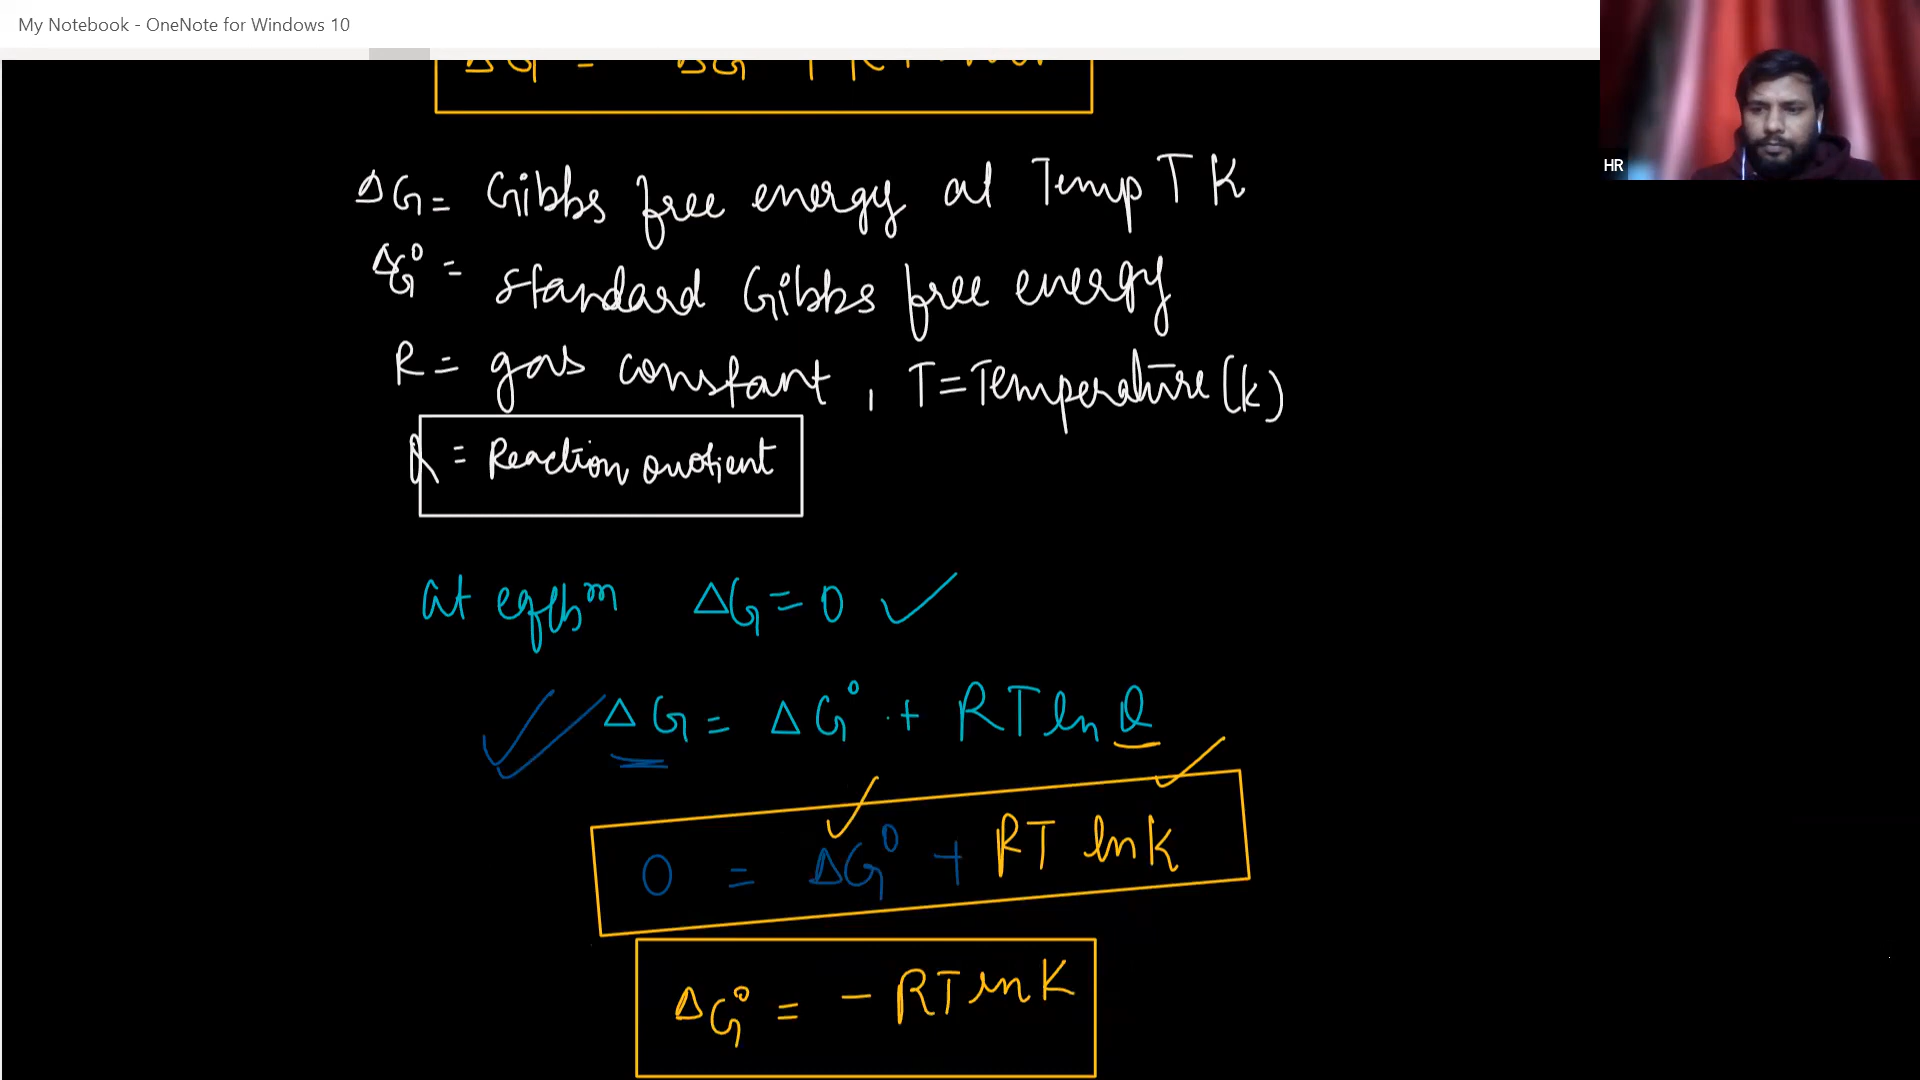 My Notebook - OneNote for Windows 10
HR
ΔG = Gibbs free energy at Temp T K
ΔG° = standard Gibbs free energy
R = gas constant, T = Temperature (K)
Q = Reaction quotient
at eqbm ΔG = 0 ✓
ΔG = ΔG° + RT ln Q
0 = ΔG° + RT ln K
ΔG° = - RT ln K